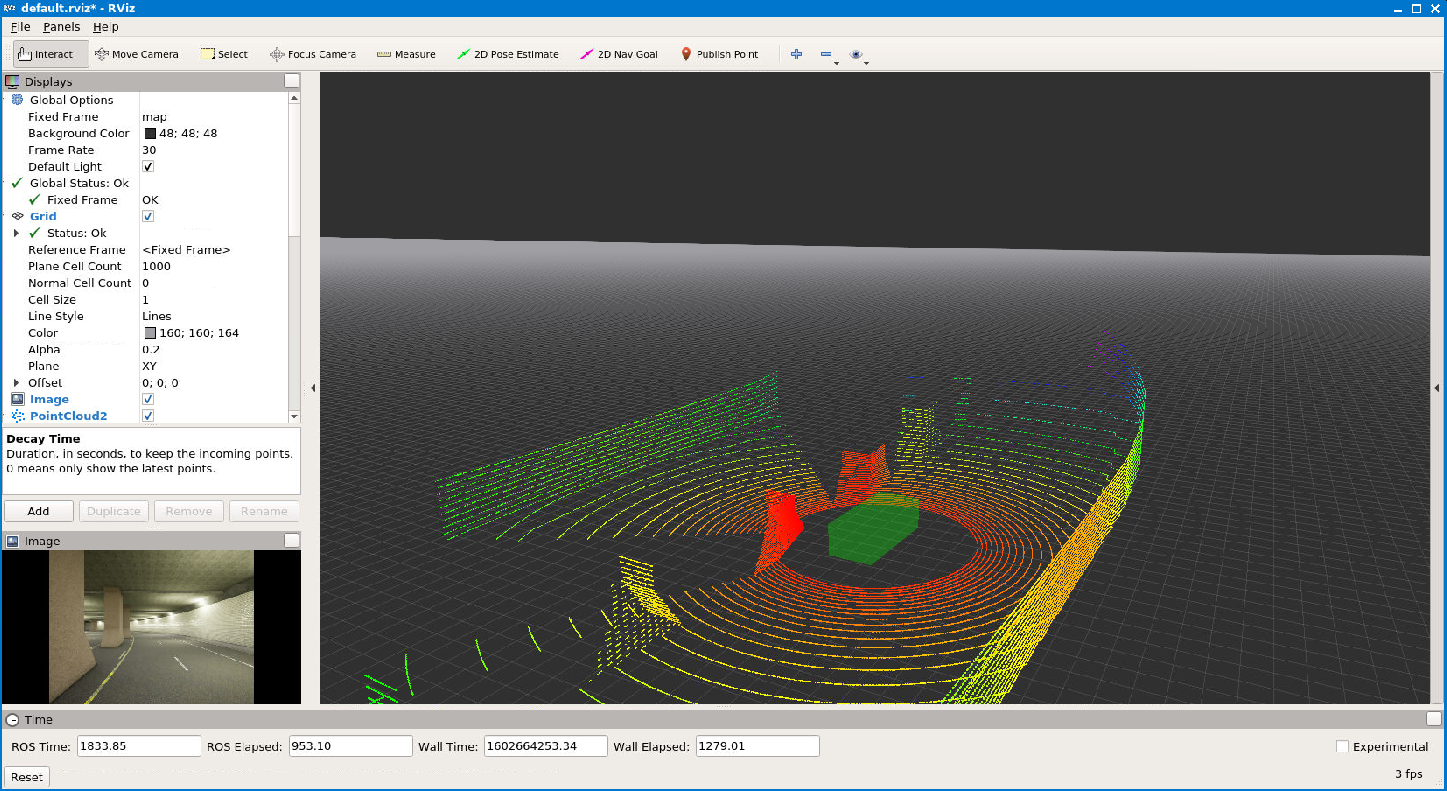 default.rviz* - RViz
File Panels Help
Interact Move Camera Select Focus Camera Measure 2D Pose Estimate 2D Nav Goal Publish Point
Displays
Global Options
Fixed Frame map
Background Color 48; 48; 48
Frame Rate 30
Default Light
Global Status: Ok
Fixed Frame OK
Grid
Status: Ok
Reference Frame <Fixed Frame>
Plane Cell Count 1000
Normal Cell Count 0
Cell Size 1
Line Style Lines
Color 160; 160; 164
Alpha 0.2
Plane XY
Offset 0; 0; 0
Image
PointCloud2
Decay Time
Duration, in seconds, to keep the incoming points.
0 means only show the latest points.
Add Duplicate Remove Rename
Image
Time
ROS Time: 1833.85 ROS Elapsed: 953.10 Wall Time: 1602664253.34 Wall Elapsed: 1279.01 Experimental
Reset 3 fps